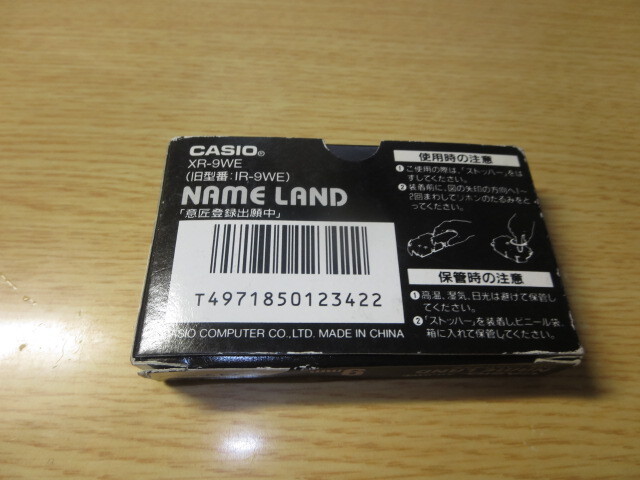 CASIO®
XR-9WE
(旧型番:IR-9WE)
NAME LAND
「意匠登録出願中」
T4971850123422
CASIO COMPUTER CO.,LTD. MADE IN CHINA
使用時の注意
❶ご使用の際は、「ストッパー」をは
ずしてください。
❷装着前に、図の矢印の方向へ1〜
2回まわしてリボンのたるみをと
ってください。
保管時の注意
❶高温、湿気、日光は避けて保管し
てください。
❷「ストッパー」を装着しビニール袋、
箱に入れて保管してください。